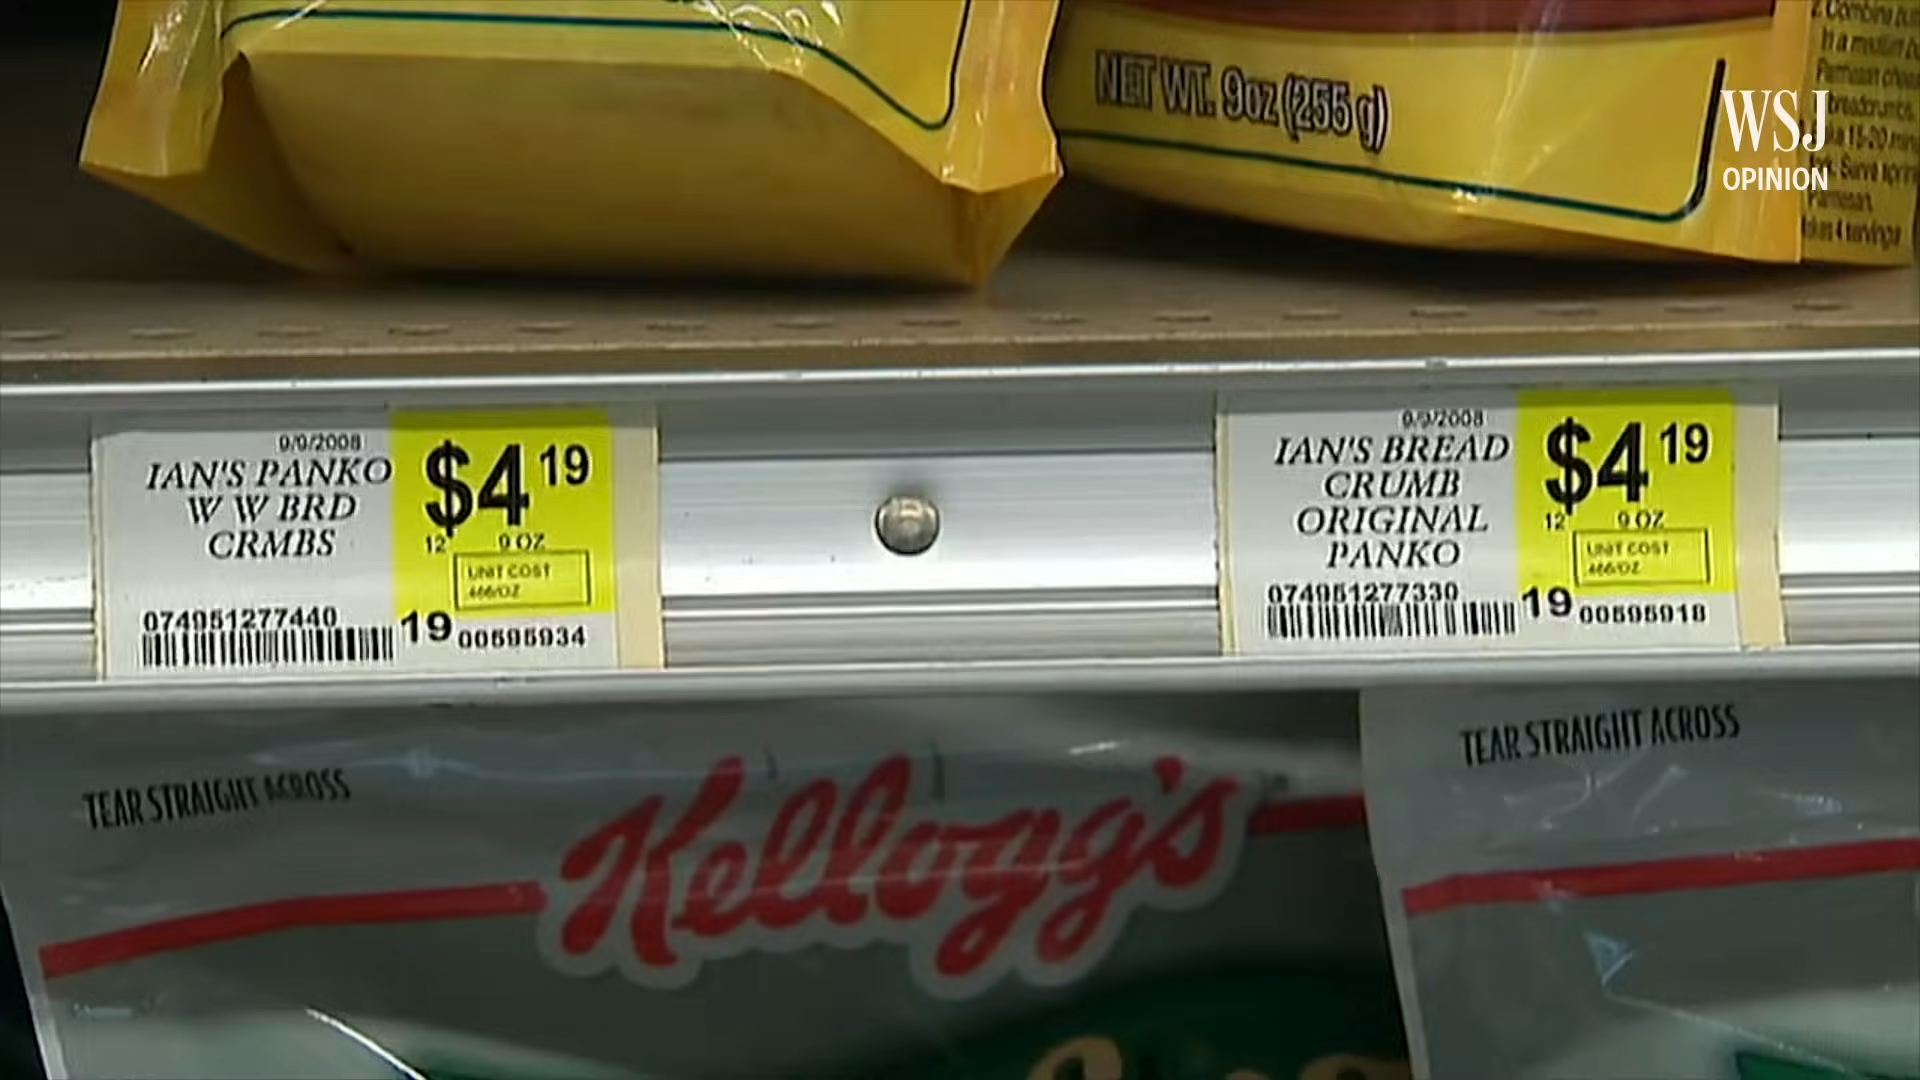 NET WT. 9oz (255 g)
WSJ
OPINION
9/9/2008
IAN'S PANKO
W W BRD
CRMBS
$4 19
12 9 OZ
UNIT COST
074951277440
19 00595934
9/9/2008
IAN'S BREAD
CRUMB
ORIGINAL
PANKO
$4 19
12 9 OZ
UNIT COST
074951277330
19 00595918
TEAR STRAIGHT ACROSS
Kellogg's
TEAR STRAIGHT ACROSS